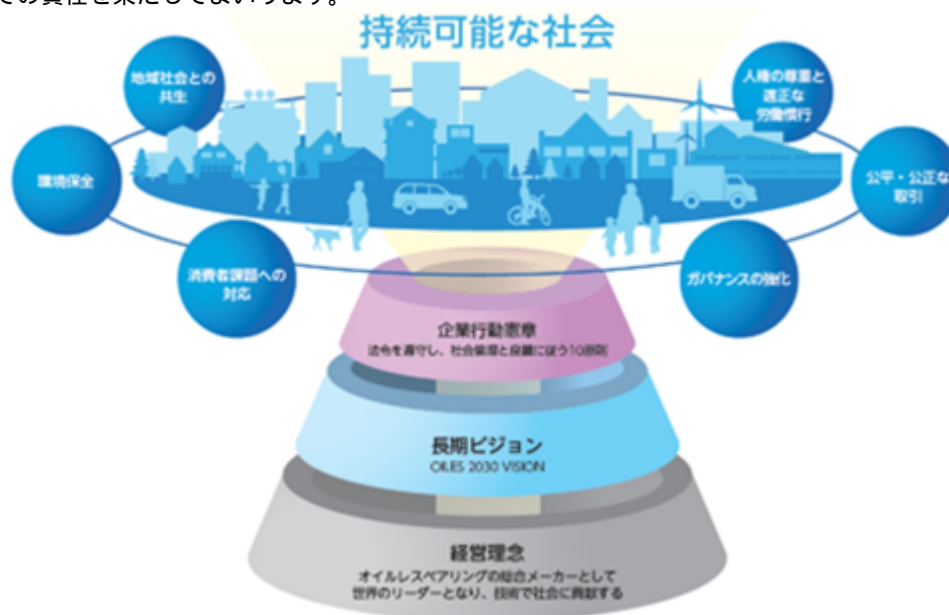 ての責任を果たしてまいります。
持続可能な社会
地域社会との
共生
人権の尊重と
適正な
労働慣行
環境保全
公平・公正な
取引
消費者課題への
対応
ガバナンスの強化
企業行動憲章
法令を遵守し、社会倫理と良識に従う10原則
長期ビジョン
OILES 2030 VISION
経営理念
オイルレスベアリングの総合メーカーとして
世界のリーダーとなり、技術で社会に貢献する